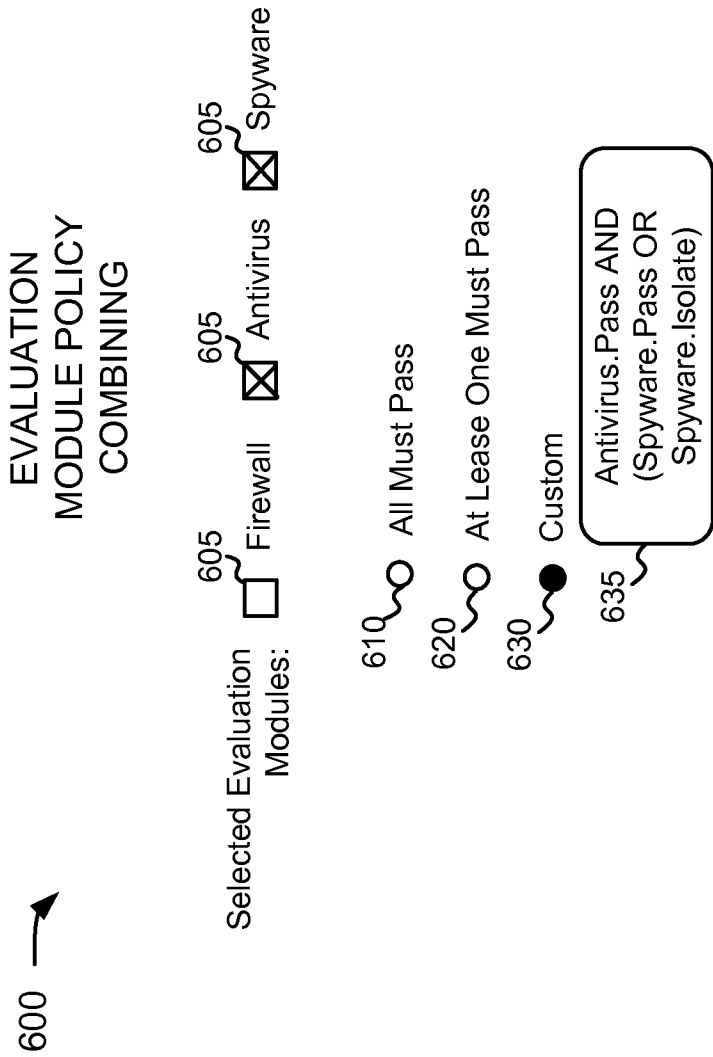 600
EVALUATION
MODULE POLICY
COMBINING
Selected Evaluation
Modules:
605
Firewall
605
Antivirus
605
Spyware
610
All Must Pass
620
At Lease One Must Pass
630
Custom
635
Antivirus.Pass AND
(Spyware.Pass OR
Spyware.Isolate)